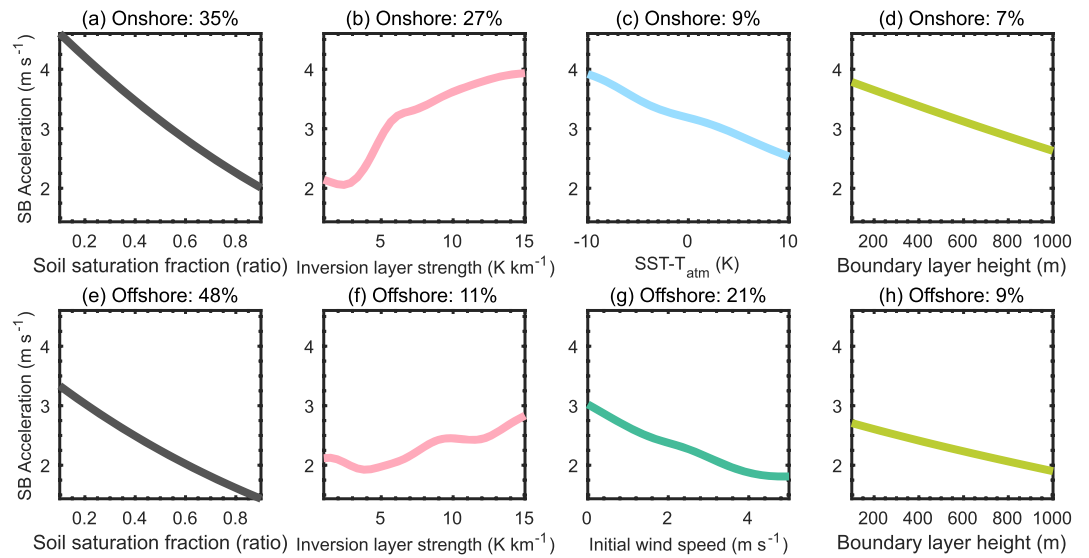 (a) Onshore: 35%
(b) Onshore: 27%
(c) Onshore: 9%
(d) Onshore: 7%
SB Acceleration (m s⁻¹)
4
3
2
0.2 0.4 0.6 0.8
Soil saturation fraction (ratio)
4
3
2
5 10 15
Inversion layer strength (K km⁻¹)
4
3
2
-10 0 10
SST-Tₐₜₘ (K)
4
3
2
200 400 600 800 1000
Boundary layer height (m)
(e) Offshore: 48%
(f) Offshore: 11%
(g) Offshore: 21%
(h) Offshore: 9%
SB Acceleration (m s⁻¹)
4
3
2
0.2 0.4 0.6 0.8
Soil saturation fraction (ratio)
4
3
2
5 10 15
Inversion layer strength (K km⁻¹)
4
3
2
0 2 4
Initial wind speed (m s⁻¹)
4
3
2
200 400 600 800 1000
Boundary layer height (m)